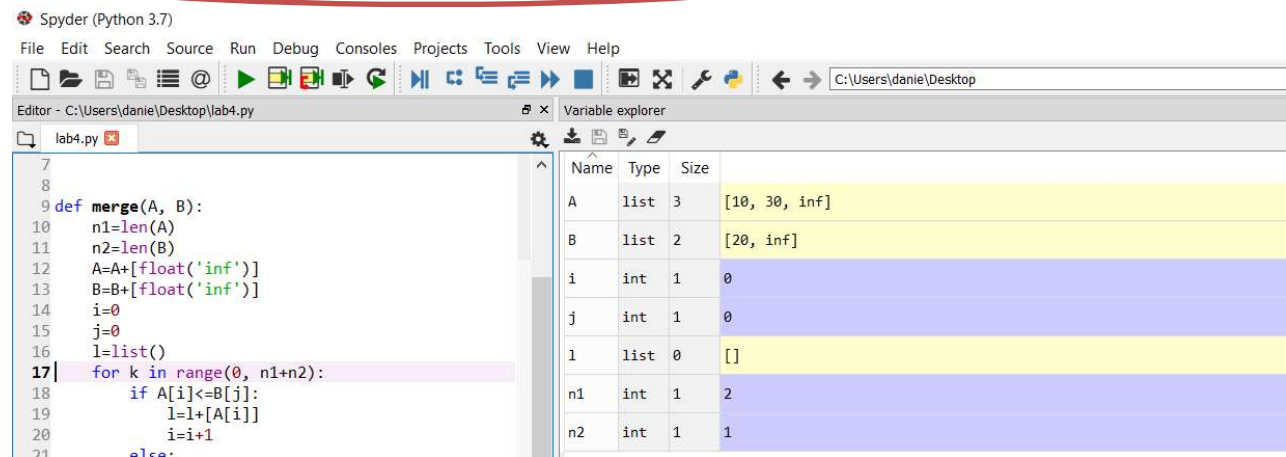 Spyder (Python 3.7)
File Edit Search Source Run Debug Consoles Projects Tools View Help
C:\Users\danie\Desktop
Editor - C:\Users\danie\Desktop\lab4.py
Variable explorer
lab4.py
7
8
9 def merge(A, B):
10     n1=len(A)
11     n2=len(B)
12     A=A+[float('inf')]
13     B=B+[float('inf')]
14     i=0
15     j=0
16     l=list()
17     for k in range(0, n1+n2):
18         if A[i]<=B[j]:
19             l=l+[A[i]]
20             i=i+1
21         else:
Name Type Size
A list 3 [10, 30, inf]
B list 2 [20, inf]
i int 1 0
j int 1 0
l list 0 []
n1 int 1 2
n2 int 1 1